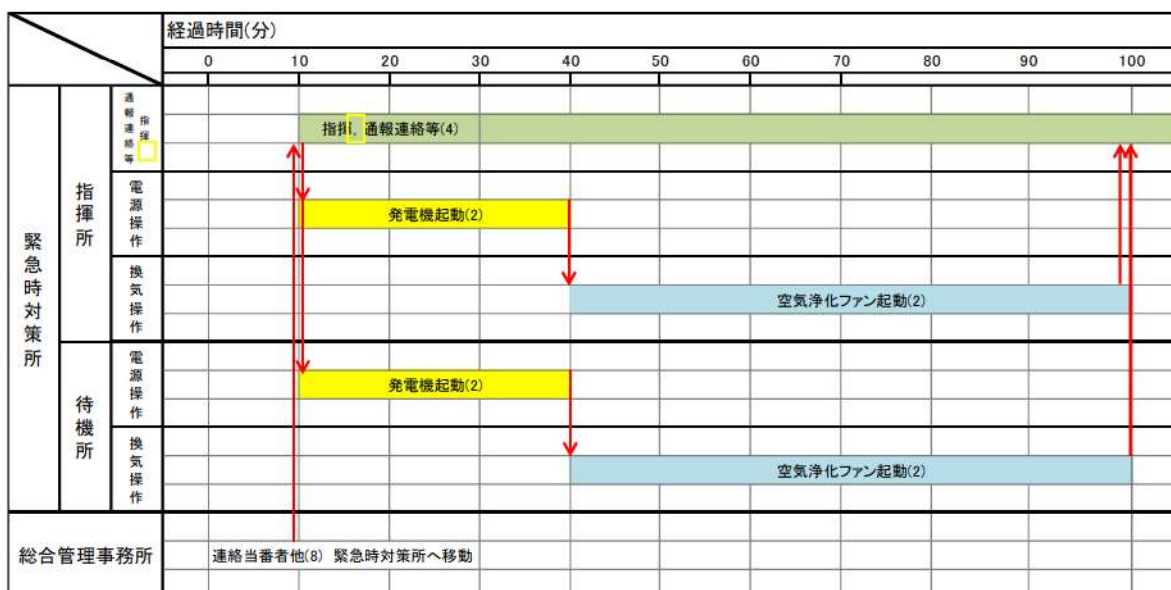 経過時間(分)
0 10 20 30 40 50 60 70 80 90 100
緊急時対策所
指揮所
指揮
通報連絡等
指揮, 通報連絡等(4)
電源操作
発電機起動(2)
換気操作
空気浄化ファン起動(2)
待機所
電源操作
発電機起動(2)
換気操作
空気浄化ファン起動(2)
総合管理事務所
連絡当番者他(8) 緊急時対策所へ移動